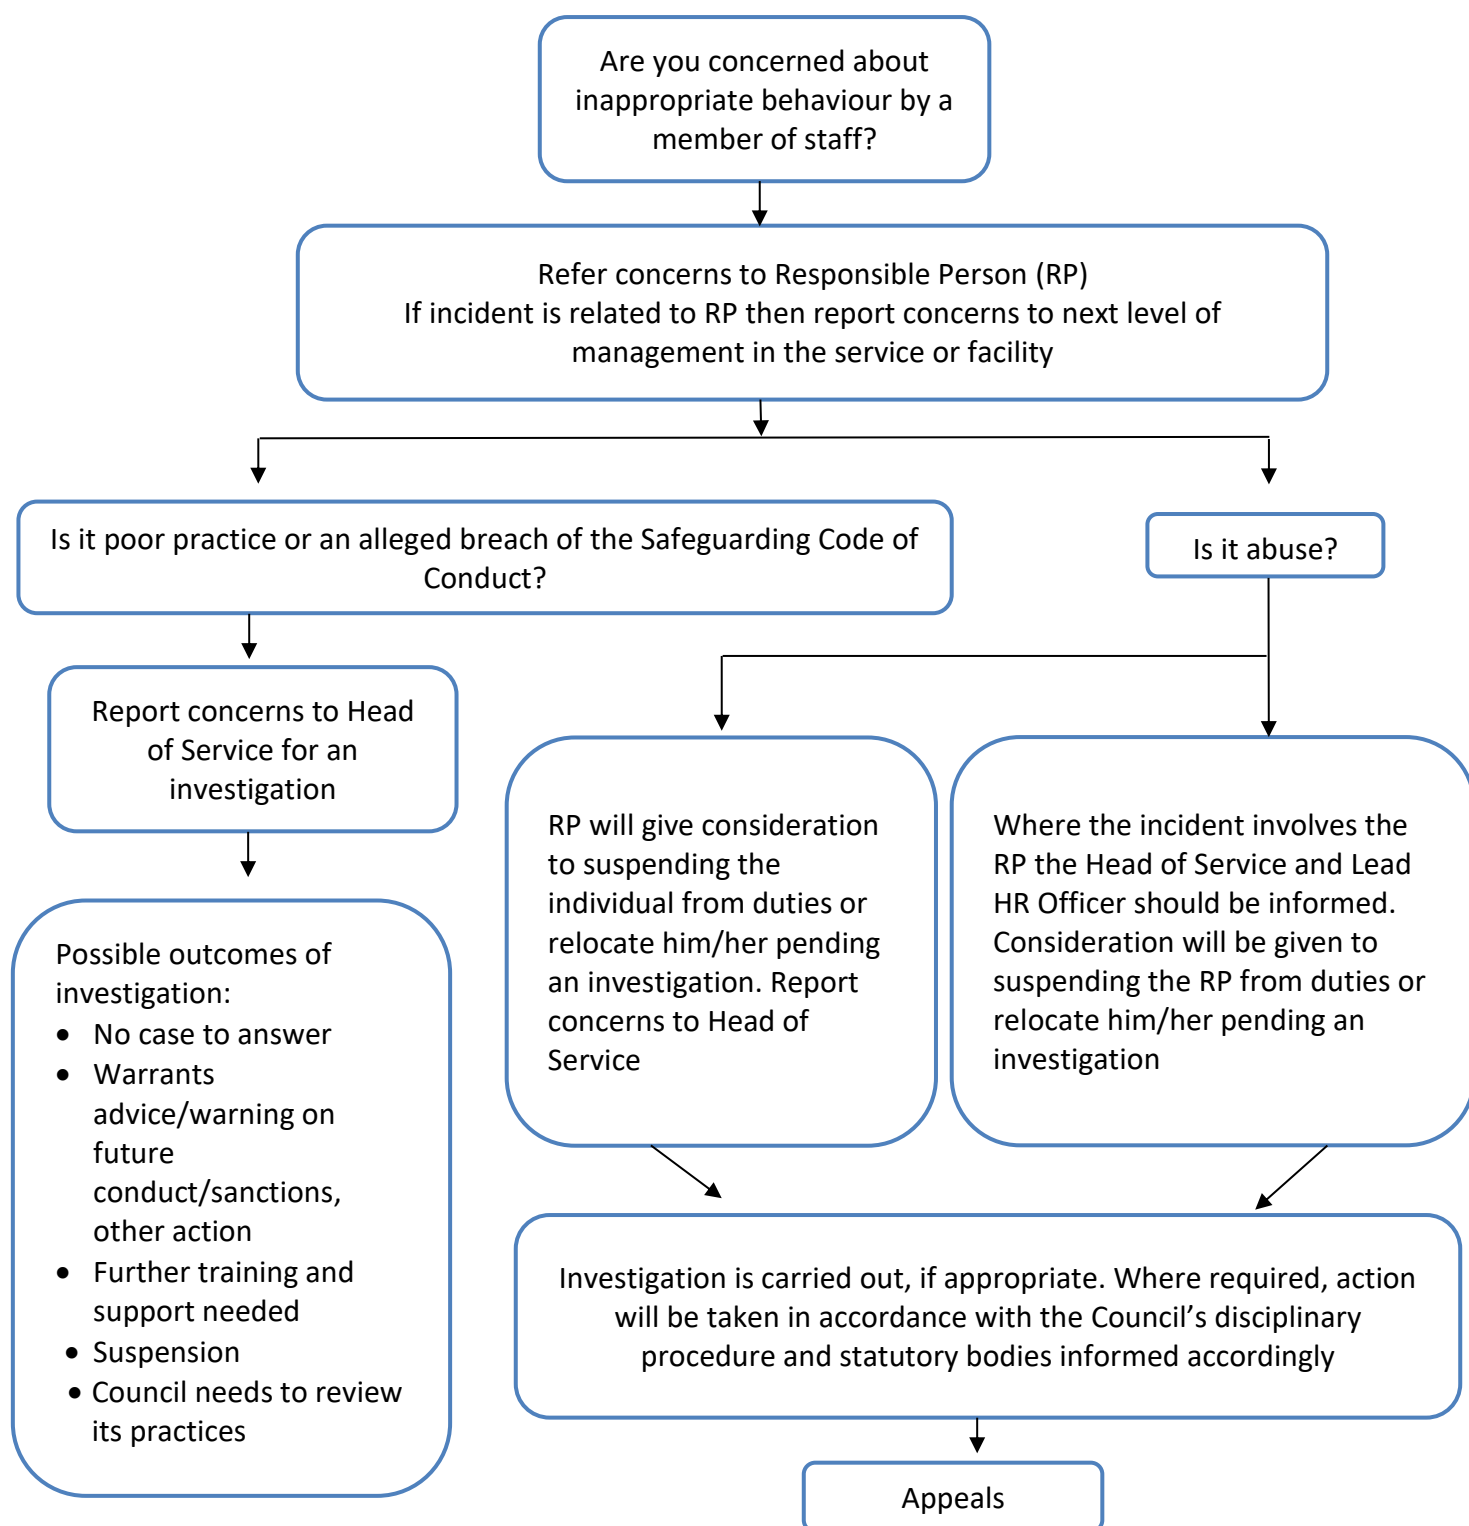 Are you concerned about
inappropriate behaviour by a
member of staff?
Refer concerns to Responsible Person (RP)
If incident is related to RP then report concerns to next level of
management in the service or facility
Is it poor practice or an alleged breach of the Safeguarding Code of
Conduct?
Is it abuse?
Report concerns to Head
of Service for an
investigation
Possible outcomes of
investigation:
• No case to answer
• Warrants
advice/warning on
future
conduct/sanctions,
other action
• Further training and
support needed
• Suspension
• Council needs to review
its practices
RP will give consideration
to suspending the
individual from duties or
relocate him/her pending
an investigation. Report
concerns to Head of
Service
Where the incident involves the
RP the Head of Service and Lead
HR Officer should be informed.
Consideration will be given to
suspending the RP from duties or
relocate him/her pending an
investigation
Investigation is carried out, if appropriate. Where required, action
will be taken in accordance with the Council’s disciplinary
procedure and statutory bodies informed accordingly
Appeals